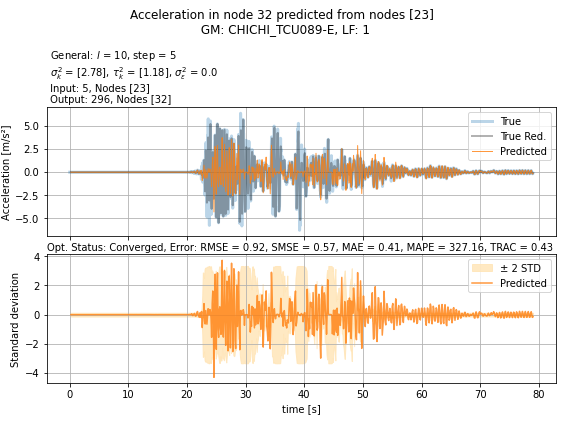 Acceleration in node 32 predicted from nodes [23]
GM: CHICHI_TCU089-E, LF: 1
General: l = 10, step = 5
σ²ₖ = [2.78], τ²ₖ = [1.18], σ²ε = 0.0
Input: 5, Nodes [23]
Output: 296, Nodes [32]
Acceleration [m/s²]
5.0
2.5
0.0
−2.5
−5.0
True
True Red.
Predicted
Opt. Status: Converged, Error: RMSE = 0.92, SMSE = 0.57, MAE = 0.41, MAPE = 327.16, TRAC = 0.43
Standard deviation
4
2
0
−2
−4
± 2 STD
Predicted
0 10 20 30 40 50 60 70 80
time [s]